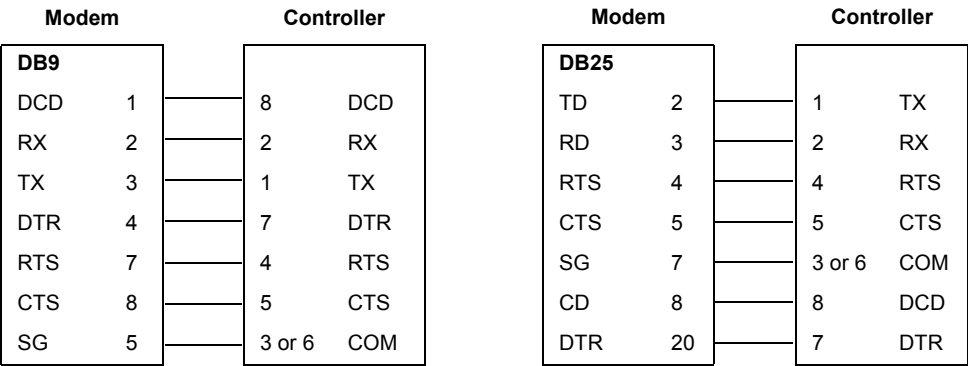 Modem Controller
DB9
DCD 1 8 DCD
RX 2 2 RX
TX 3 1 TX
DTR 4 7 DTR
RTS 7 4 RTS
CTS 8 5 CTS
SG 5 3 or 6 COM
Modem Controller
DB25
TD 2 1 TX
RD 3 2 RX
RTS 4 4 RTS
CTS 5 5 CTS
SG 7 3 or 6 COM
CD 8 8 DCD
DTR 20 7 DTR